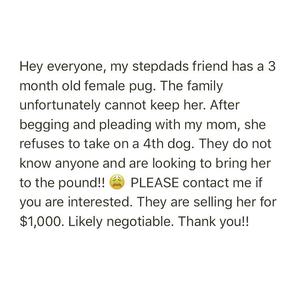 Hey everyone, my stepdads friend has a 3
month old female pug. The family
unfortunately cannot keep her. After
begging and pleading with my mom, she
refuses to take on a 4th dog. They do not
know anyone and are looking to bring her
to the pound!! 😩 PLEASE contact me if
you are interested. They are selling her for
$1,000. Likely negotiable. Thank you!!